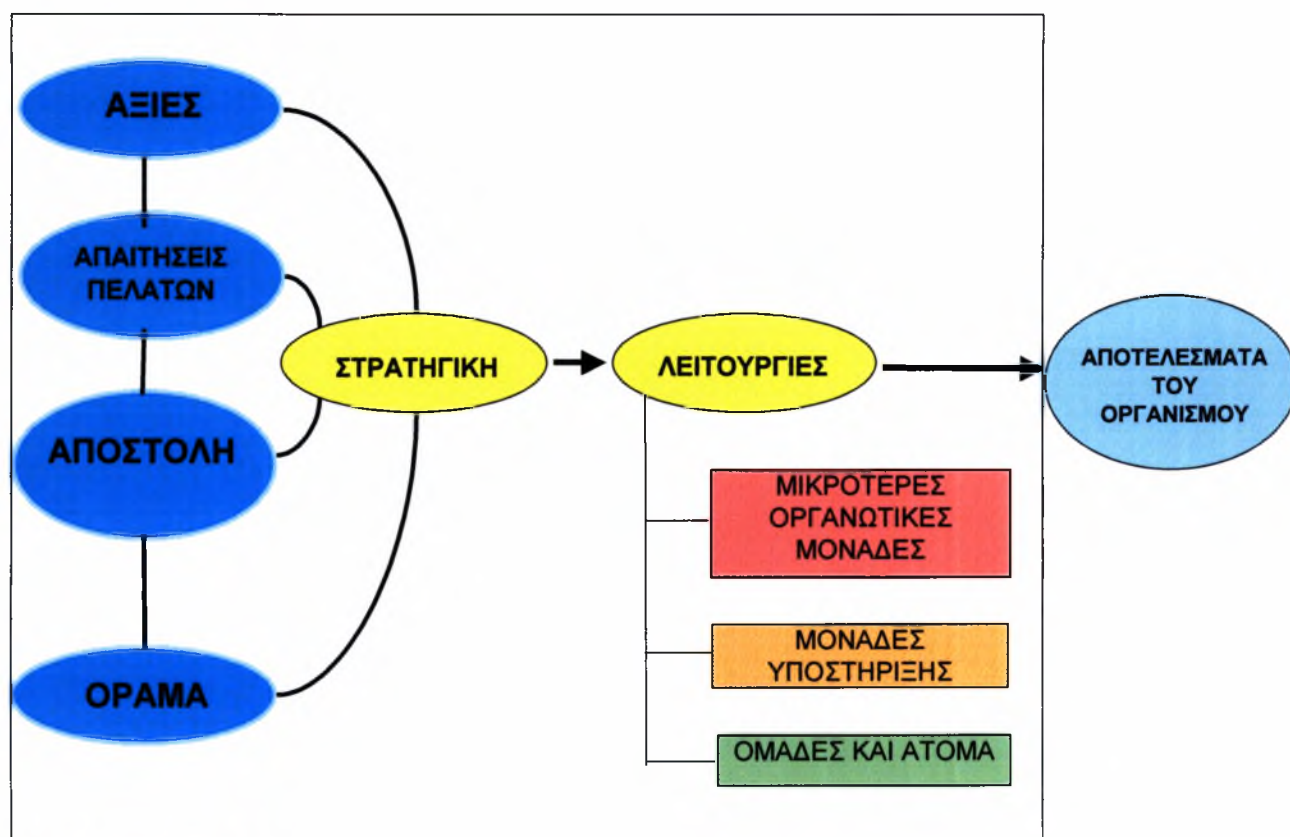 ΑΞΙΕΣ
ΑΠΑΙΤΗΣΕΙΣ
ΠΕΛΑΤΩΝ
ΑΠΟΣΤΟΛΗ
ΟΡΑΜΑ
ΣΤΡΑΤΗΓΙΚΗ
ΛΕΙΤΟΥΡΓΙΕΣ
ΜΙΚΡΟΤΕΡΕΣ
ΟΡΓΑΝΩΤΙΚΕΣ
ΜΟΝΑΔΕΣ
ΜΟΝΑΔΕΣ
ΥΠΟΣΤΗΡΙΞΗΣ
ΟΜΑΔΕΣ ΚΑΙ ΑΤΟΜΑ
ΑΠΟΤΕΛΕΣΜΑΤΑ
ΤΟΥ
ΟΡΓΑΝΙΣΜΟΥ